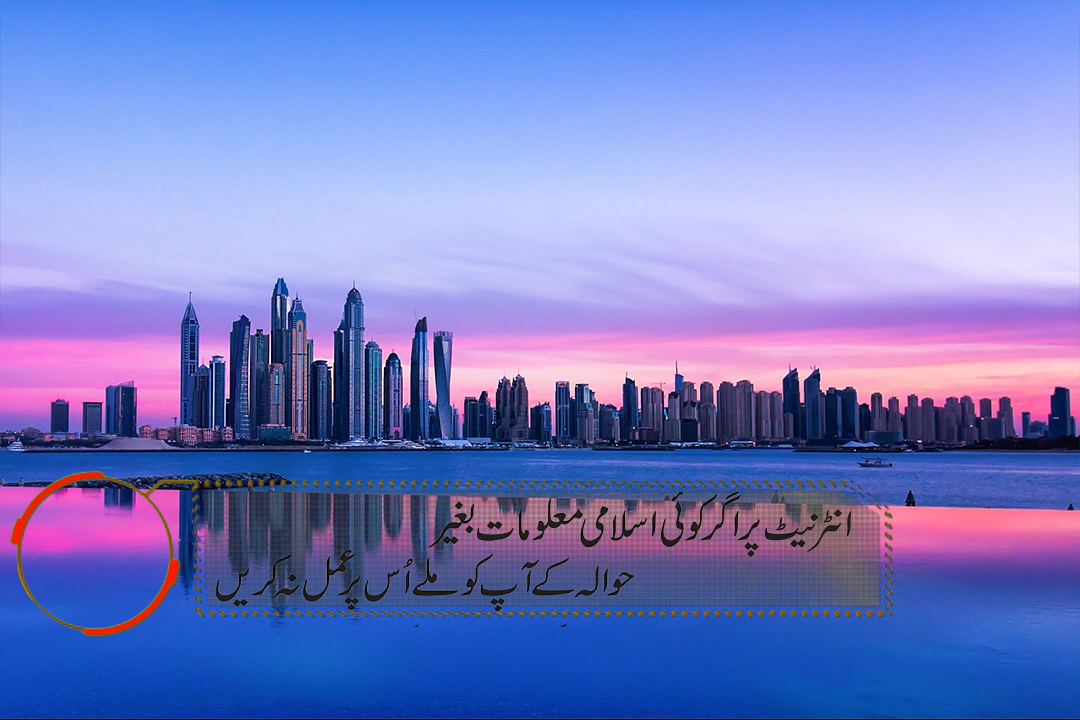 انٹرنیٹ پر اگر کوئی اسلامی معلومات بغیر
حوالہ کے آپ کو ملے اُس پر عمل نہ کریں